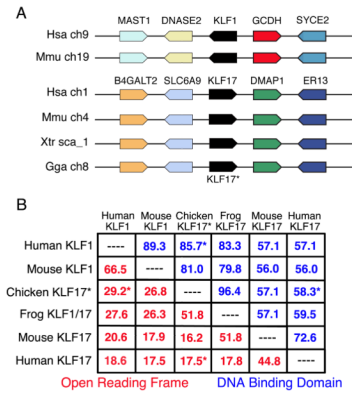 A
MAST1 DNASE2 KLF1 GCDH SYCE2
Hsa ch9
Mmu ch19
B4GALT2 SLC6A9 KLF17 DMAP1 ER13
Hsa ch1
Mmu ch4
Xtr sca_1
Gga ch8
KLF17*
B
Human KLF1 Mouse KLF1 Chicken KLF17* Frog KLF17 Mouse KLF17 Human KLF17
Human KLF1 ---- 89.3 85.7* 83.3 57.1 57.1
Mouse KLF1 66.5 ---- 81.0 79.8 56.0 56.0
Chicken KLF17* 29.2* 26.8 ---- 96.4 57.1 58.3*
Frog KLF1/17 27.6 26.3 51.8 ---- 57.1 59.5
Mouse KLF17 20.6 17.9 16.2 51.8 ---- 72.6
Human KLF17 18.6 17.5 17.5* 17.8 44.8 ----
Open Reading Frame DNA Binding Domain